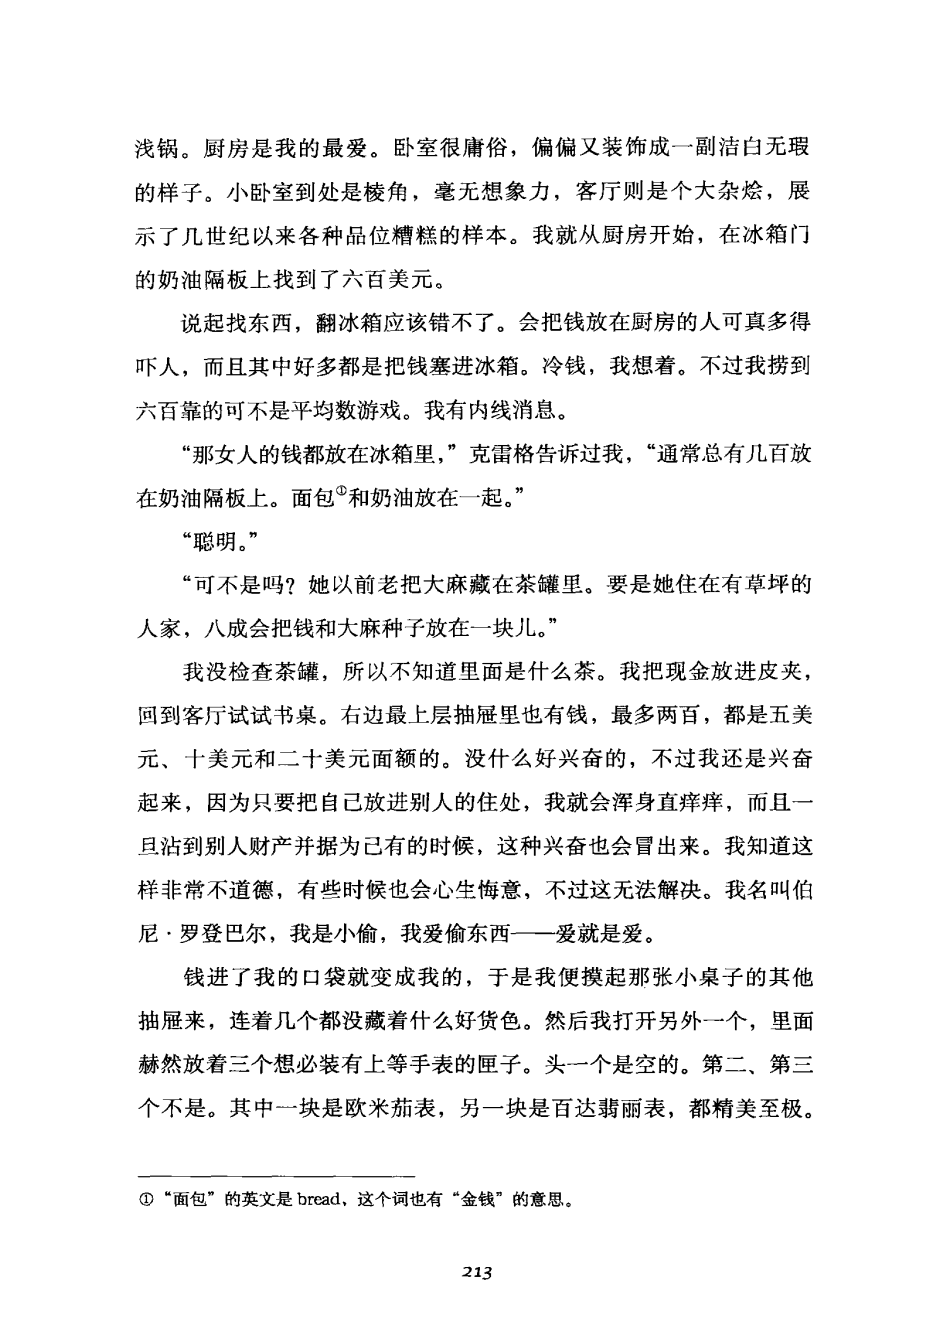 浅锅。厨房是我的最爱。卧室很庸俗，偏偏又装饰成一副洁白无瑕
的样子。小卧室到处是棱角，毫无想象力，客厅则是个大杂烩，展
示了几世纪以来各种品位糟糕的样本。我就从厨房开始，在冰箱门
的奶油隔板上找到了六百美元。
说起找东西，翻冰箱应该错不了。会把钱放在厨房的人可真多得
吓人，而且其中好多都是把钱塞进冰箱。冷钱，我想着。不过我捞到
六百靠的可不是平均数游戏。我有内线消息。
“那女人的钱都放在冰箱里，”克雷格告诉过我，“通常总有几百放
在奶油隔板上。面包①和奶油放在一起。”
“聪明。”
“可不是吗？她以前老把大麻藏在茶罐里。要是她住在有草坪的
人家，八成会把钱和大麻种子放在一块儿。”
我没检查茶罐，所以不知道里面是什么茶。我把现金放进皮夹，
回到客厅试试书桌。右边最上层抽屉里也有钱，最多两百，都是五美
元、十美元和二十美元面额的。没什么好兴奋的，不过我还是兴奋
起来，因为只要把自己放进别人的住处，我就会浑身直痒痒，而且一
旦沾到别人财产并据为己有的时候，这种兴奋也会冒出来。我知道这
样非常不道德，有些时候也会心生悔意，不过这无法解决。我名叫伯
尼·罗登巴尔，我是小偷，我爱偷东西——爱就是爱。
钱进了我的口袋就变成我的，于是我便摸起那张小桌子的其他
抽屉来，连着几个都没藏着什么好货色。然后我打开另外一个，里面
赫然放着三个想必装有上等手表的匣子。头一个是空的。第二、第三
个不是。其中一块是欧米茄表，另一块是百达翡丽表，都精美至极。
①“面包”的英文是 bread，这个词也有“金钱”的意思。
213